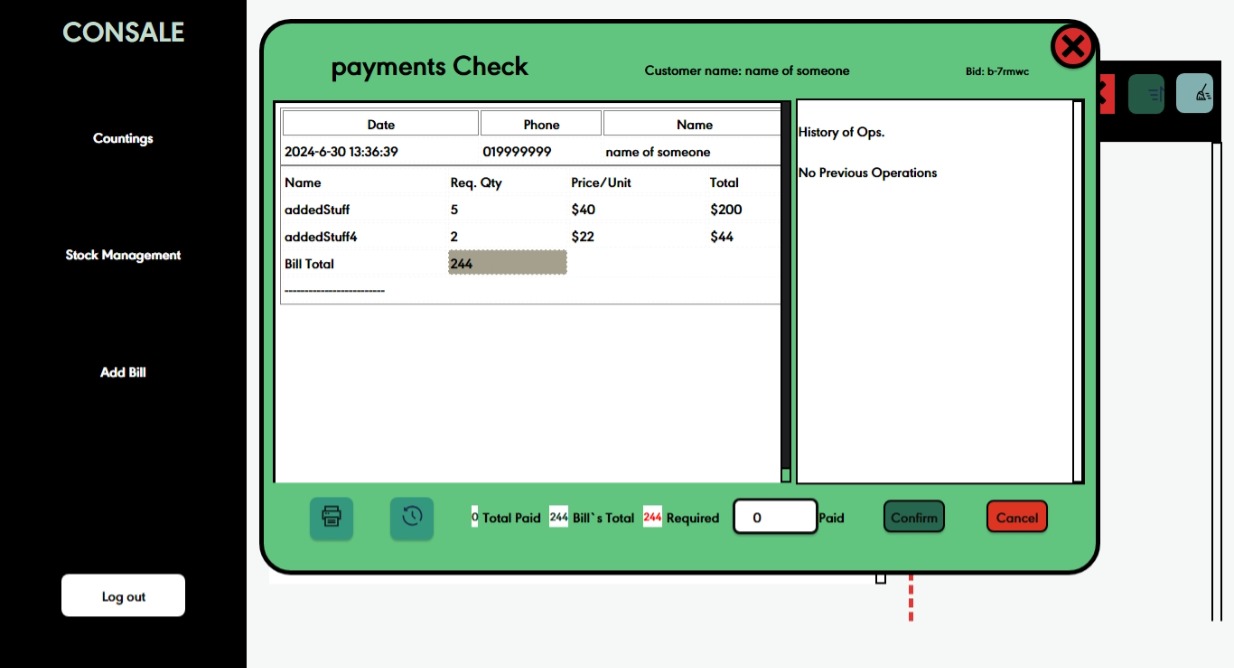 CONSALE
Countings
Stock Management
Add Bill
Log out
payments Check
Customer name: name of someone
Bid: b-7rmwc
Date Phone Name
2024-6-30 13:36:39 019999999 name of someone
Name Req. Qty Price/Unit Total
addedStuff 5 $40 $200
addedStuff4 2 $22 $44
Bill Total 244
-------------------------
History of Ops.
No Previous Operations
0 Total Paid 244 Bill`s Total 244 Required 0 Paid Confirm Cancel